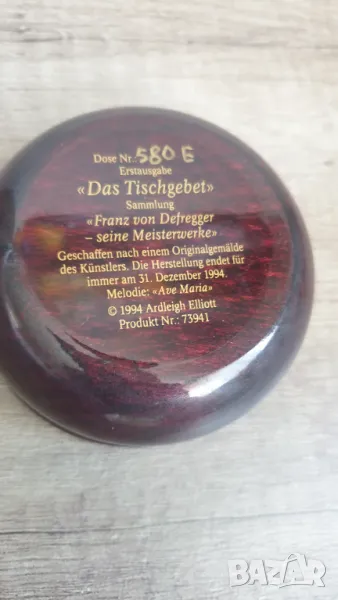 Dose Nr.: 580 E
Erstausgabe
«Das Tischgebet»
Sammlung
«Franz von Defregger
– seine Meisterwerke»
Geschaffen nach einem Originalgemälde
des Künstlers. Die Herstellung endet für
immer am 31. Dezember 1994.
Melodie: «Ave Maria»
© 1994 Ardleigh Elliott
Produkt Nr.: 73941
BAZAR